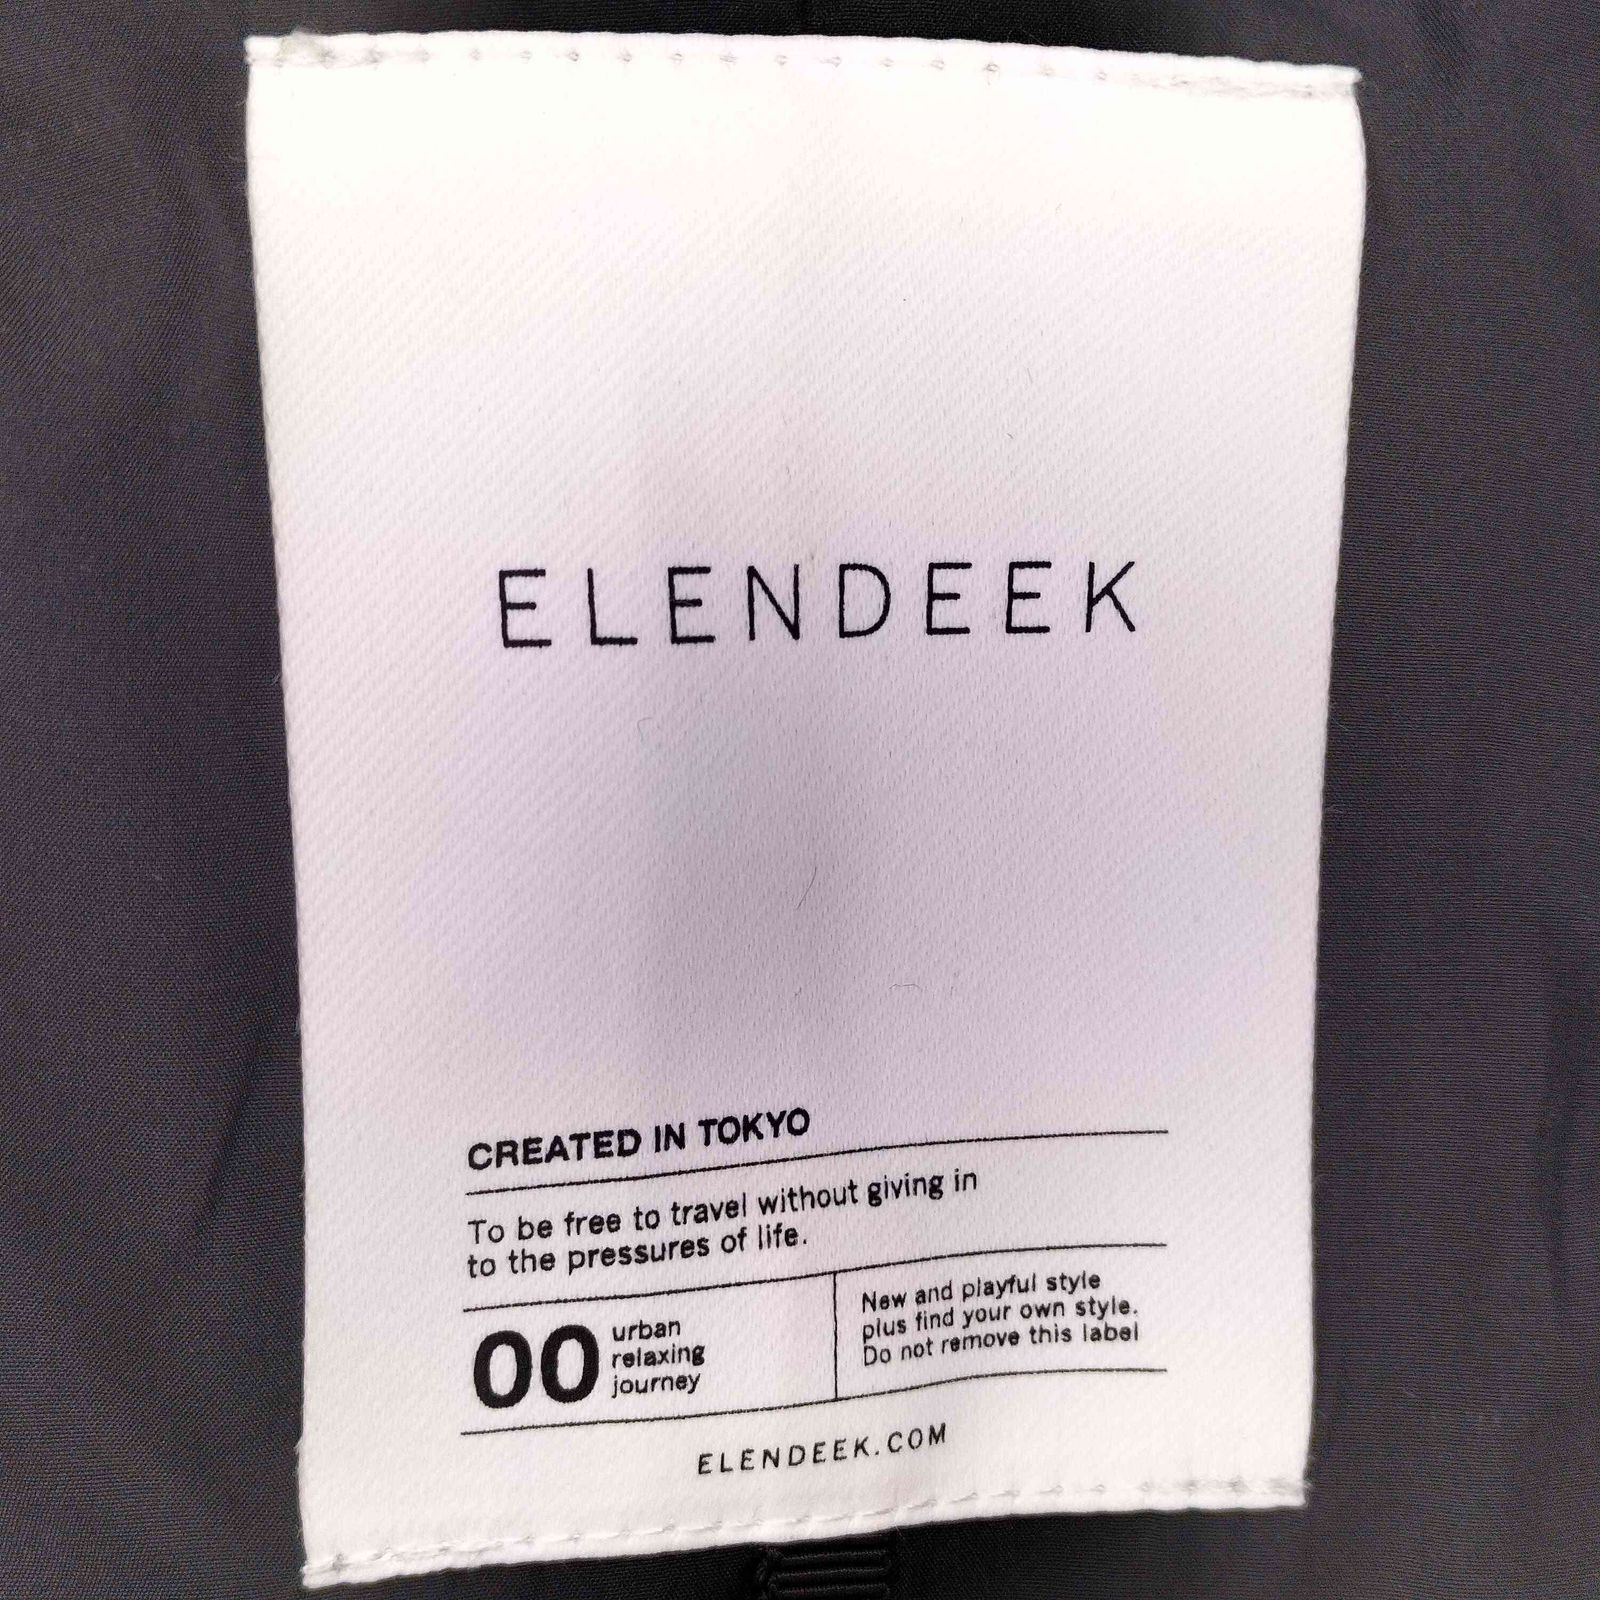 ELENDEEK
CREATED IN TOKYO
To be free to travel without giving in
to the pressures of life.
00
urban
relaxing
journey
New and playful style
plus find your own style.
Do not remove this label
ELENDEEK.COM